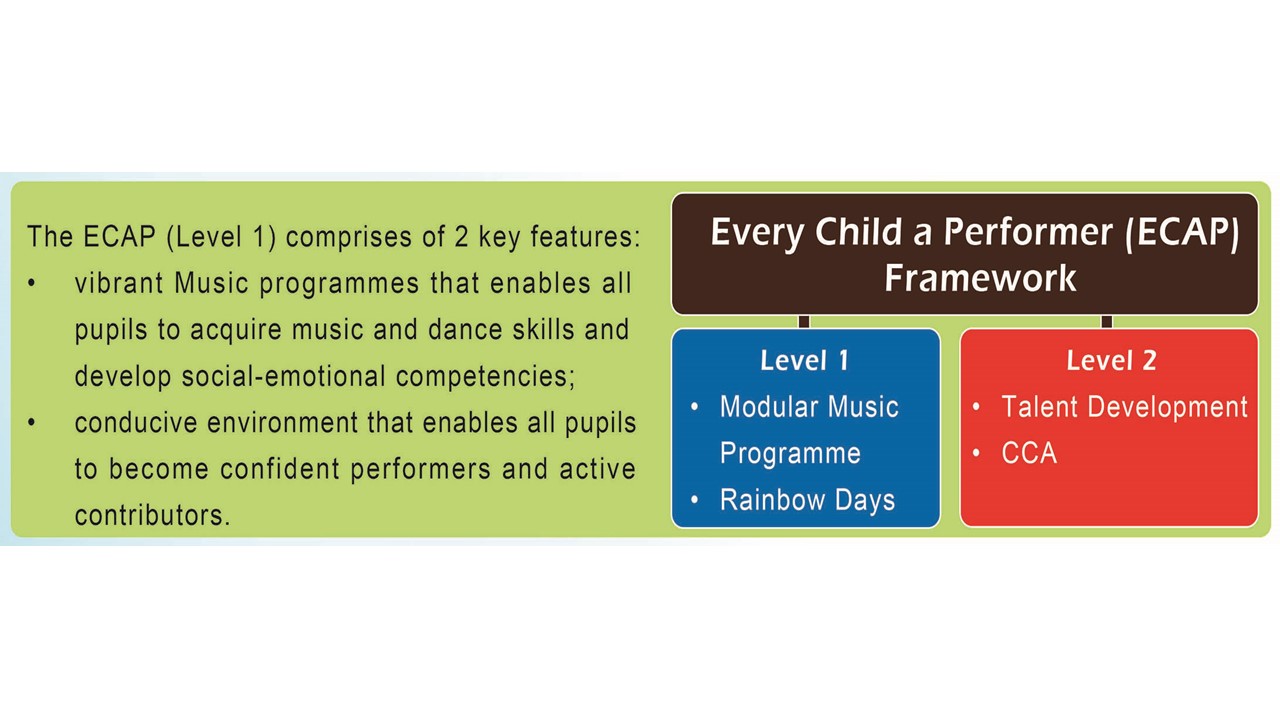 The ECAP (Level 1) comprises of 2 key features:
• vibrant Music programmes that enables all
pupils to acquire music and dance skills and
develop social-emotional competencies;
• conducive environment that enables all pupils
to become confident performers and active
contributors.
Every Child a Performer (ECAP)
Framework
Level 1
• Modular Music
Programme
• Rainbow Days
Level 2
• Talent Development
• CCA